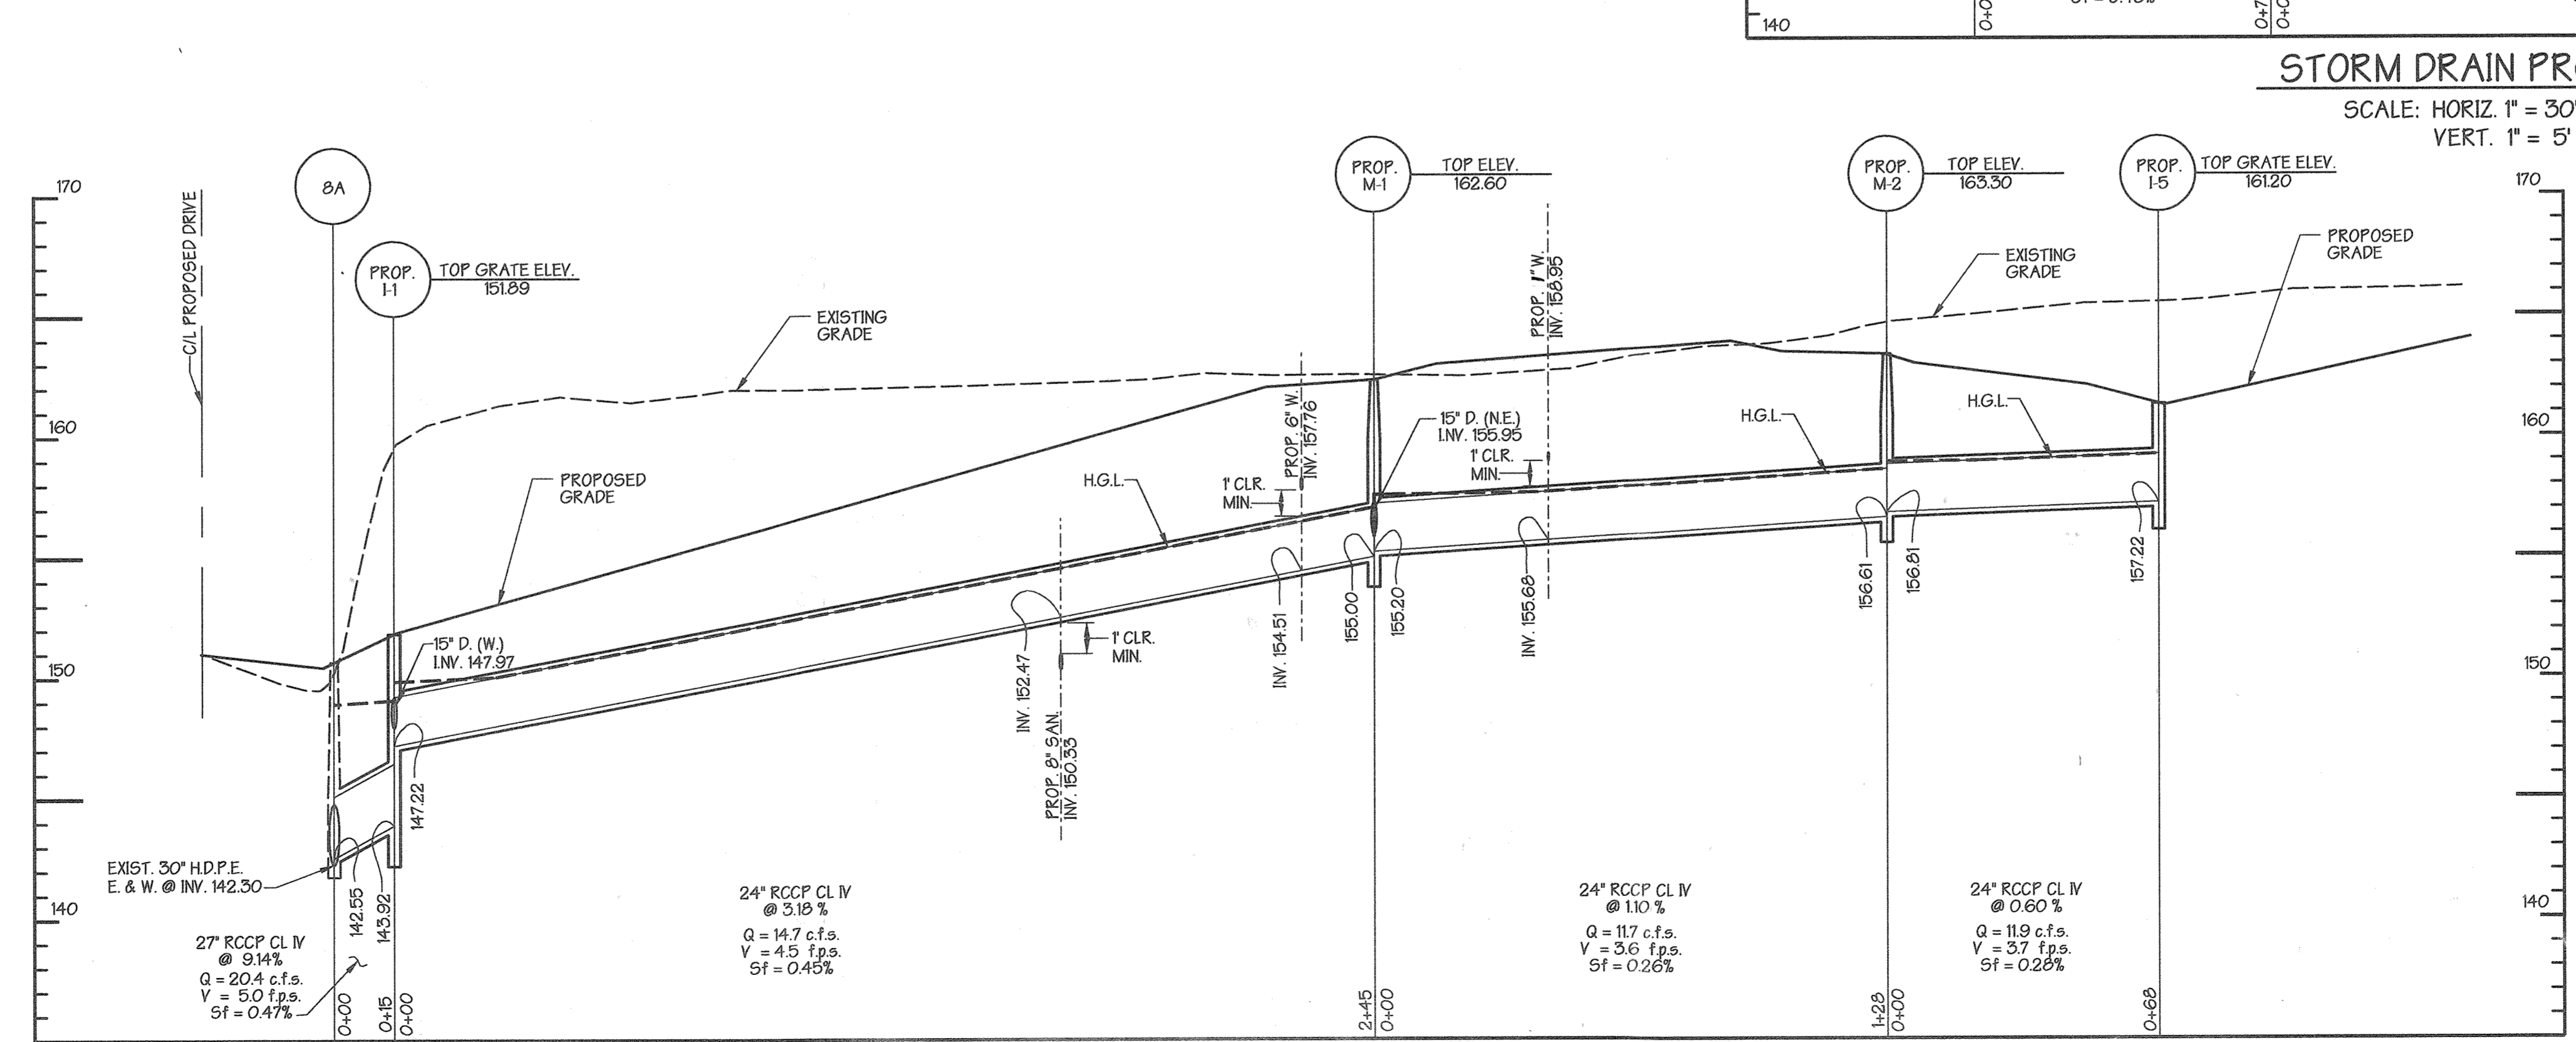 140
0+0
0+7
0+0
STORM DRAIN PR
SCALE: HORIZ. 1" = 30'
VERT. 1" = 5'
170
C/L PROPOSED DRIVE
8A
PROP.
I-1
TOP GRATE ELEV.
151.89
PROP.
M-1
TOP ELEV.
162.60
PROP.
M-2
TOP ELEV.
163.30
PROP.
I-5
TOP GRATE ELEV.
161.20
170
EXISTING
GRADE
PROP. 1" W.
INV. 158.95
EXISTING
GRADE
PROPOSED
GRADE
160
PROPOSED
GRADE
H.G.L.
1' CLR.
MIN.
PROP. 6" W.
INV. 157.76
15" D. (N.E.)
I.NV. 155.95
1' CLR.
MIN.
H.G.L.
H.G.L.
160
150
15" D. (W.)
I.NV. 147.97
INV. 152.47
1' CLR.
MIN.
INV. 154.51
155.00
155.20
INV. 155.68
156.61
156.81
157.22
150
147.22
PROP. 8" SAN.
INV. 150.33
EXIST. 30" H.D.P.E.
E. & W. @ INV. 142.30
142.55
143.92
140
140
27" RCCP CL IV
@ 9.14%
Q = 20.4 c.f.s.
V = 5.0 f.p.s.
Sf = 0.47%
24" RCCP CL IV
@ 3.18 %
Q = 14.7 c.f.s.
V = 4.5 f.p.s.
Sf = 0.45%
24" RCCP CL IV
@ 1.10 %
Q = 11.7 c.f.s.
V = 3.6 f.p.s.
Sf = 0.26%
24" RCCP CL IV
@ 0.60 %
Q = 11.9 c.f.s.
V = 3.7 f.p.s.
Sf = 0.28%
0+00
0+15
0+00
2+45
0+00
1+28
0+00
0+68